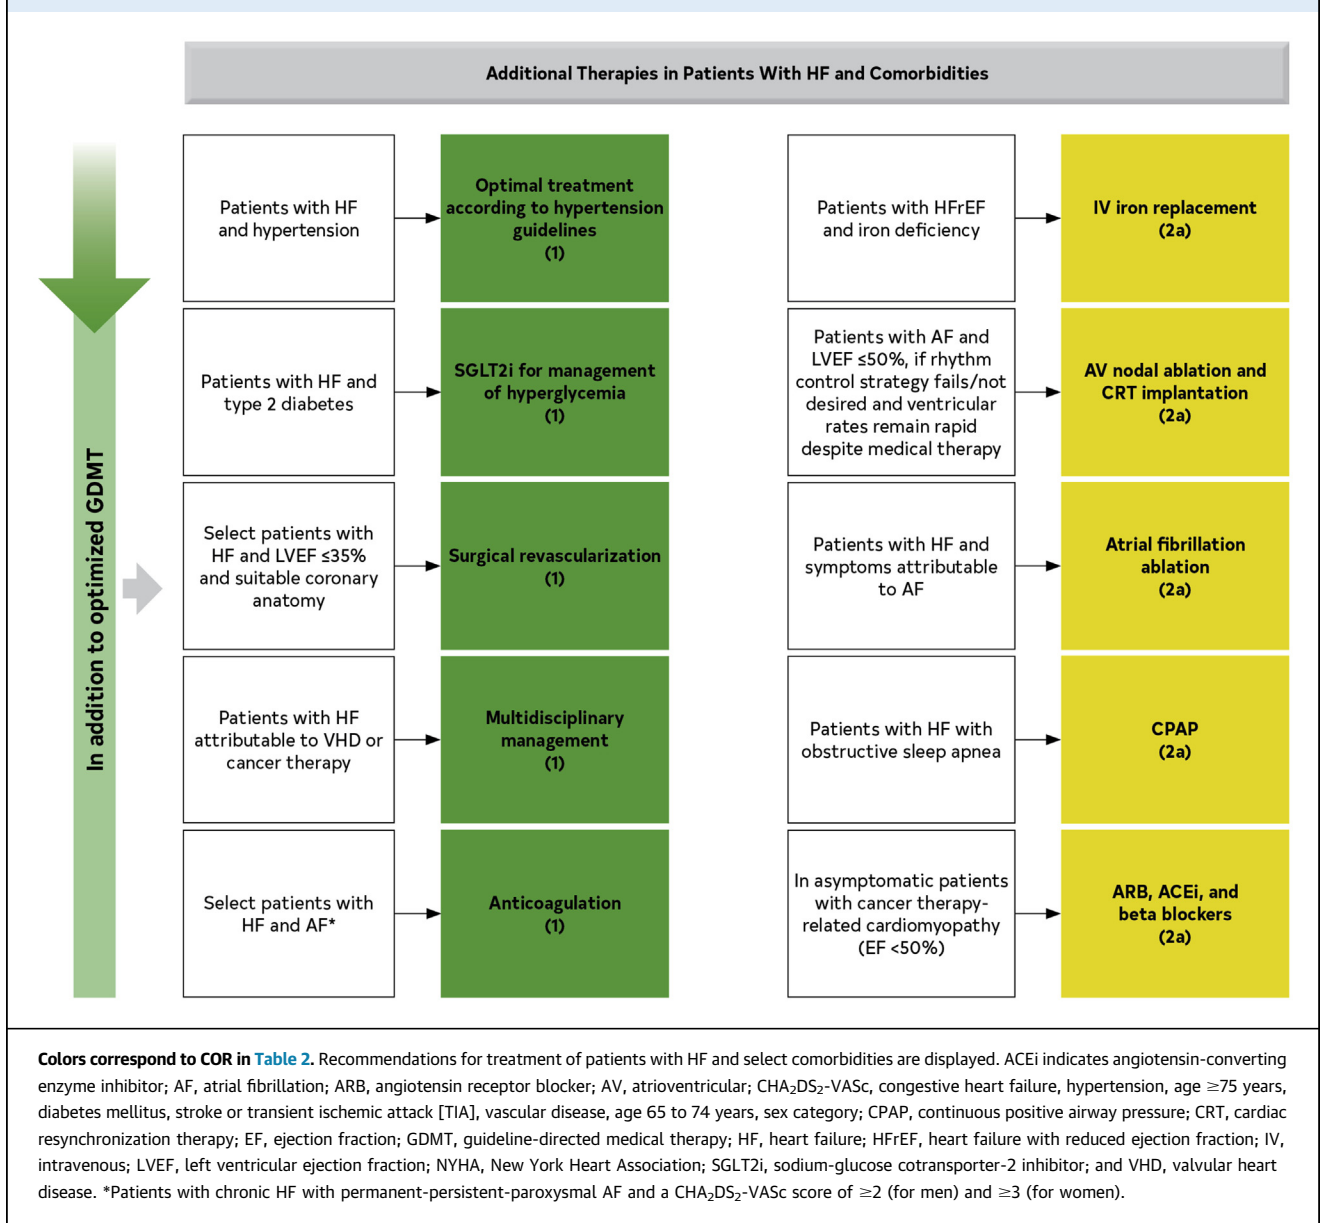 Additional Therapies in Patients With HF and Comorbidities
In addition to optimized GDMT
Patients with HF
and hypertension
Optimal treatment
according to hypertension
guidelines
(1)
Patients with HF and
type 2 diabetes
SGLT2i for management
of hyperglycemia
(1)
Select patients with
HF and LVEF ≤35%
and suitable coronary
anatomy
Surgical revascularization
(1)
Patients with HF
attributable to VHD or
cancer therapy
Multidisciplinary
management
(1)
Select patients with
HF and AF*
Anticoagulation
(1)
Patients with HFrEF
and iron deficiency
IV iron replacement
(2a)
Patients with AF and
LVEF ≤50%, if rhythm
control strategy fails/not
desired and ventricular
rates remain rapid
despite medical therapy
AV nodal ablation and
CRT implantation
(2a)
Patients with HF and
symptoms attributable
to AF
Atrial fibrillation
ablation
(2a)
Patients with HF with
obstructive sleep apnea
CPAP
(2a)
In asymptomatic patients
with cancer therapy-
related cardiomyopathy
(EF <50%)
ARB, ACEi, and
beta blockers
(2a)
Colors correspond to COR in Table 2. Recommendations for treatment of patients with HF and select comorbidities are displayed. ACEi indicates angiotensin-converting
enzyme inhibitor; AF, atrial fibrillation; ARB, angiotensin receptor blocker; AV, atrioventricular; CHA₂DS₂-VASc, congestive heart failure, hypertension, age ≥75 years,
diabetes mellitus, stroke or transient ischemic attack [TIA], vascular disease, age 65 to 74 years, sex category; CPAP, continuous positive airway pressure; CRT, cardiac
resynchronization therapy; EF, ejection fraction; GDMT, guideline-directed medical therapy; HF, heart failure; HFrEF, heart failure with reduced ejection fraction; IV,
intravenous; LVEF, left ventricular ejection fraction; NYHA, New York Heart Association; SGLT2i, sodium-glucose cotransporter-2 inhibitor; and VHD, valvular heart
disease. *Patients with chronic HF with permanent-persistent-paroxysmal AF and a CHA₂DS₂-VASc score of ≥2 (for men) and ≥3 (for women).